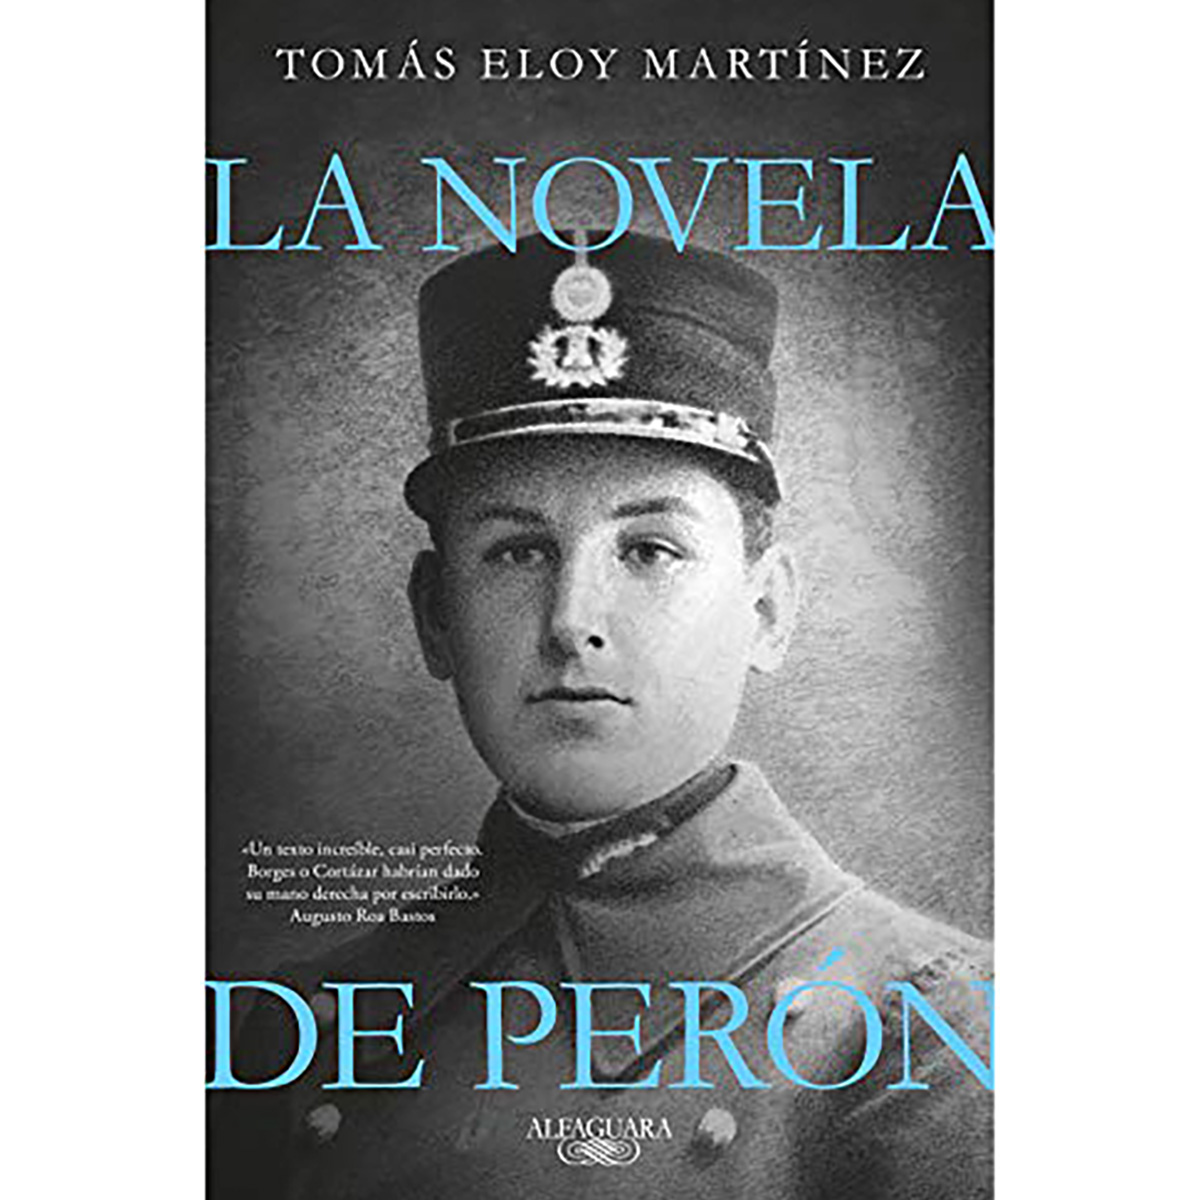 TOMÁS ELOY MARTÍNEZ
LA NOVELA
«Un texto increíble, casi perfecto.
Borges o Cortázar habrían dado
su mano derecha por escribirlo.»
Augusto Roa Bastos
DE PERÓN
ALFAGUARA